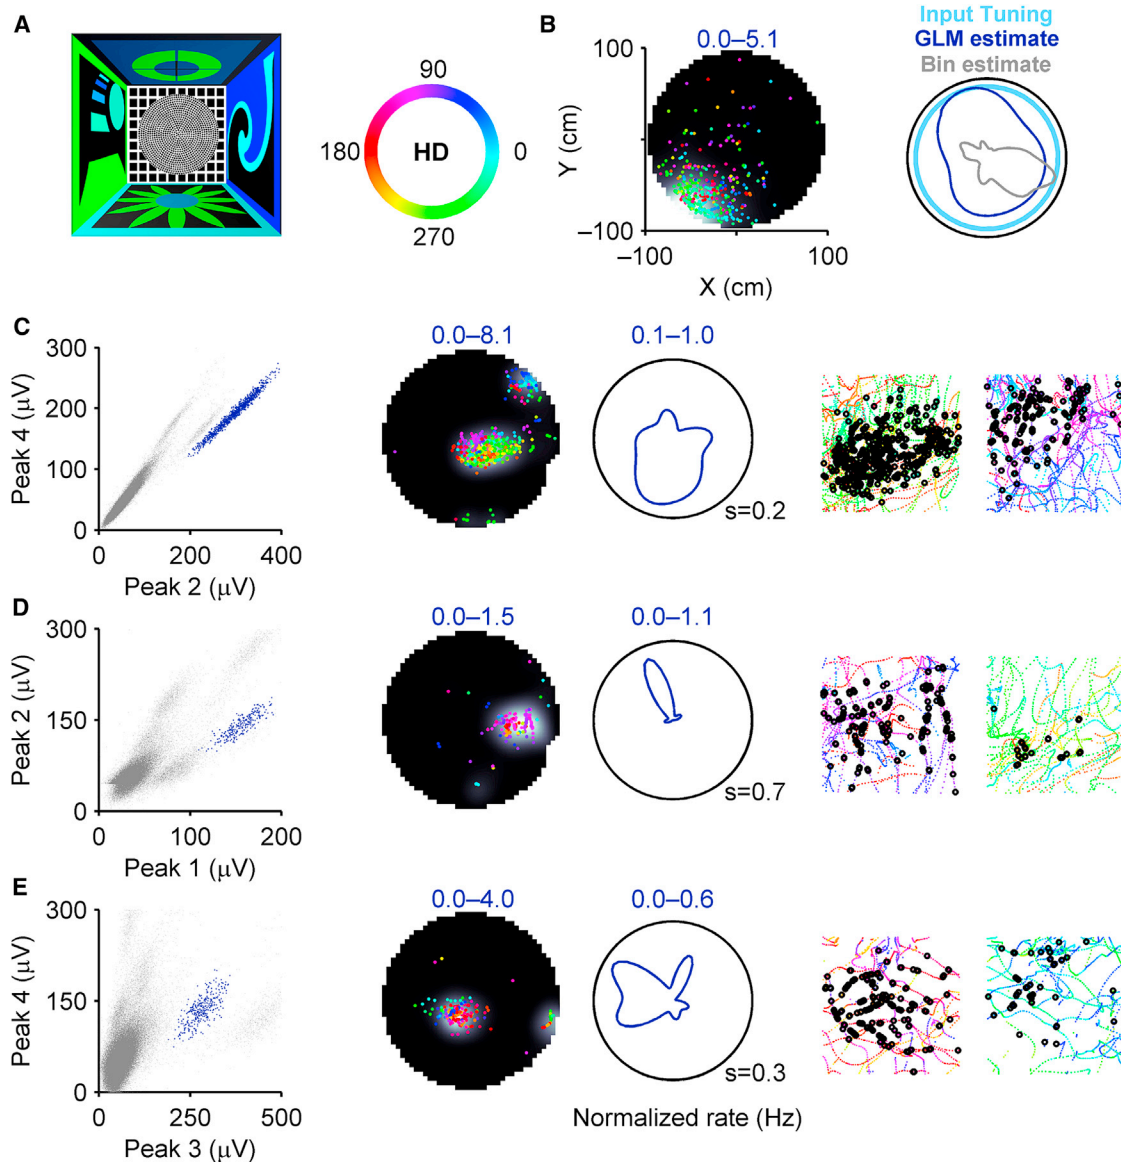 A
90
180
HD
0
270
B
0.0–5.1
100
Y (cm)
–100
–100
100
X (cm)
Input Tuning
GLM estimate
Bin estimate
C
300
200
100
0
Peak 4 (μV)
0
200
400
Peak 2 (μV)
0.0–8.1
0.1–1.0
s=0.2
D
300
150
0
Peak 2 (μV)
0
100
200
Peak 1 (μV)
0.0–1.5
0.0–1.1
s=0.7
E
300
150
0
Peak 4 (μV)
0
250
500
Peak 3 (μV)
0.0–4.0
0.0–0.6
s=0.3
Normalized rate (Hz)